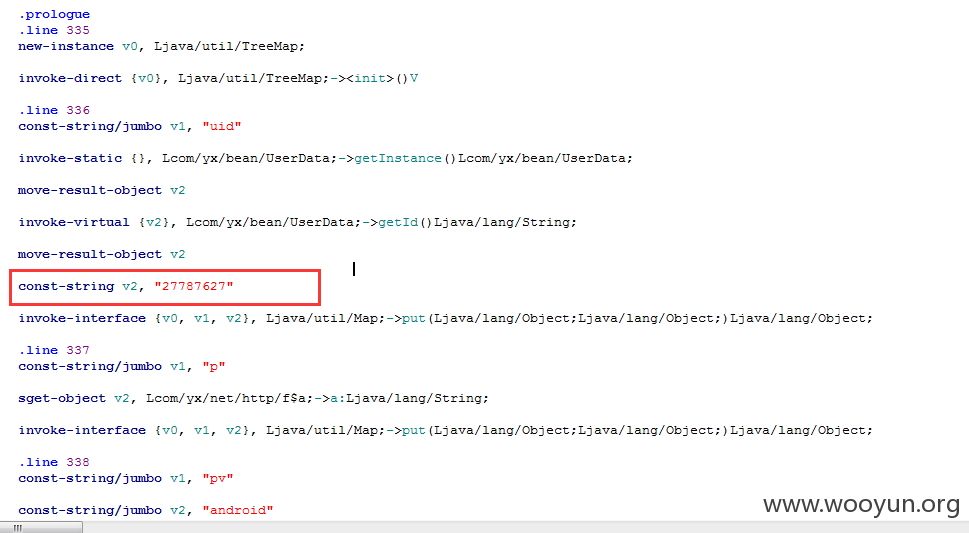 .prologue
.line 335
new-instance v0, Ljava/util/TreeMap;
invoke-direct {v0}, Ljava/util/TreeMap;-><init>()V
.line 336
const-string/jumbo v1, "uid"
invoke-static {}, Lcom/yx/bean/UserData;->getInstance()Lcom/yx/bean/UserData;
move-result-object v2
invoke-virtual {v2}, Lcom/yx/bean/UserData;->getId()Ljava/lang/String;
move-result-object v2
const-string v2, "27787627"
invoke-interface {v0, v1, v2}, Ljava/util/Map;->put(Ljava/lang/Object;Ljava/lang/Object;)Ljava/lang/Object;
.line 337
const-string/jumbo v1, "p"
sget-object v2, Lcom/yx/net/http/f$a;->a:Ljava/lang/String;
invoke-interface {v0, v1, v2}, Ljava/util/Map;->put(Ljava/lang/Object;Ljava/lang/Object;)Ljava/lang/Object;
.line 338
const-string/jumbo v1, "pv"
const-string/jumbo v2, "android"
www.wooyun.org